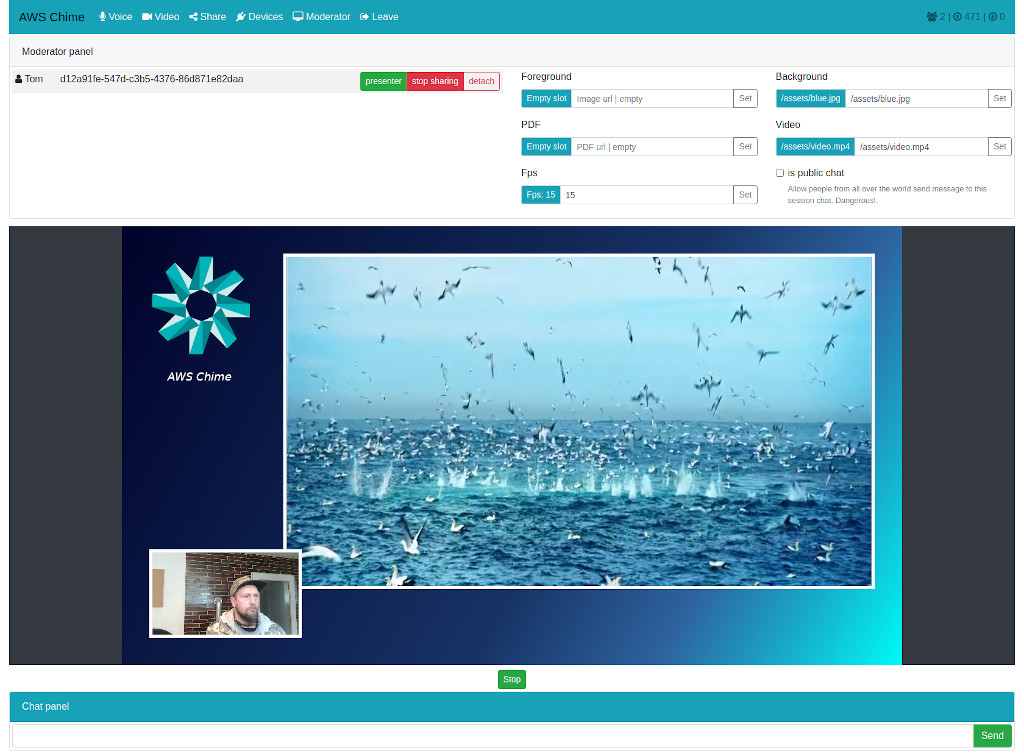 AWS Chime Voice Video Share Devices Moderator Leave 2 | 471 | 0
Moderator panel
Tom d12a91fe-547d-c3b5-4376-86d871e82daa presenter stop sharing detach
Foreground
Empty slot Image url | empty Set
Background
/assets/blue.jpg /assets/blue.jpg Set
PDF
Empty slot PDF url | empty Set
Video
/assets/video.mp4 /assets/video.mp4 Set
Fps
Fps: 15 15 Set
is public chat
Allow people from all over the world send message to this
session chat. Dangerous!.
AWS Chime
Stop
Chat panel
Send